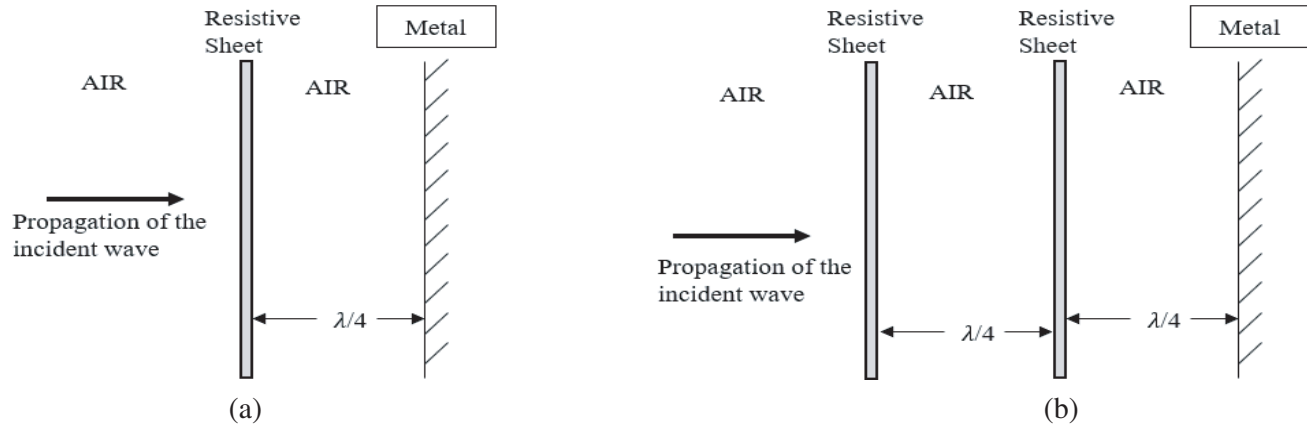 Resistive
Sheet
Metal
AIR
AIR
Propagation of the
incident wave
λ/4
(a)
Resistive
Sheet
Resistive
Sheet
Metal
AIR
AIR
AIR
Propagation of the
incident wave
λ/4
λ/4
(b)